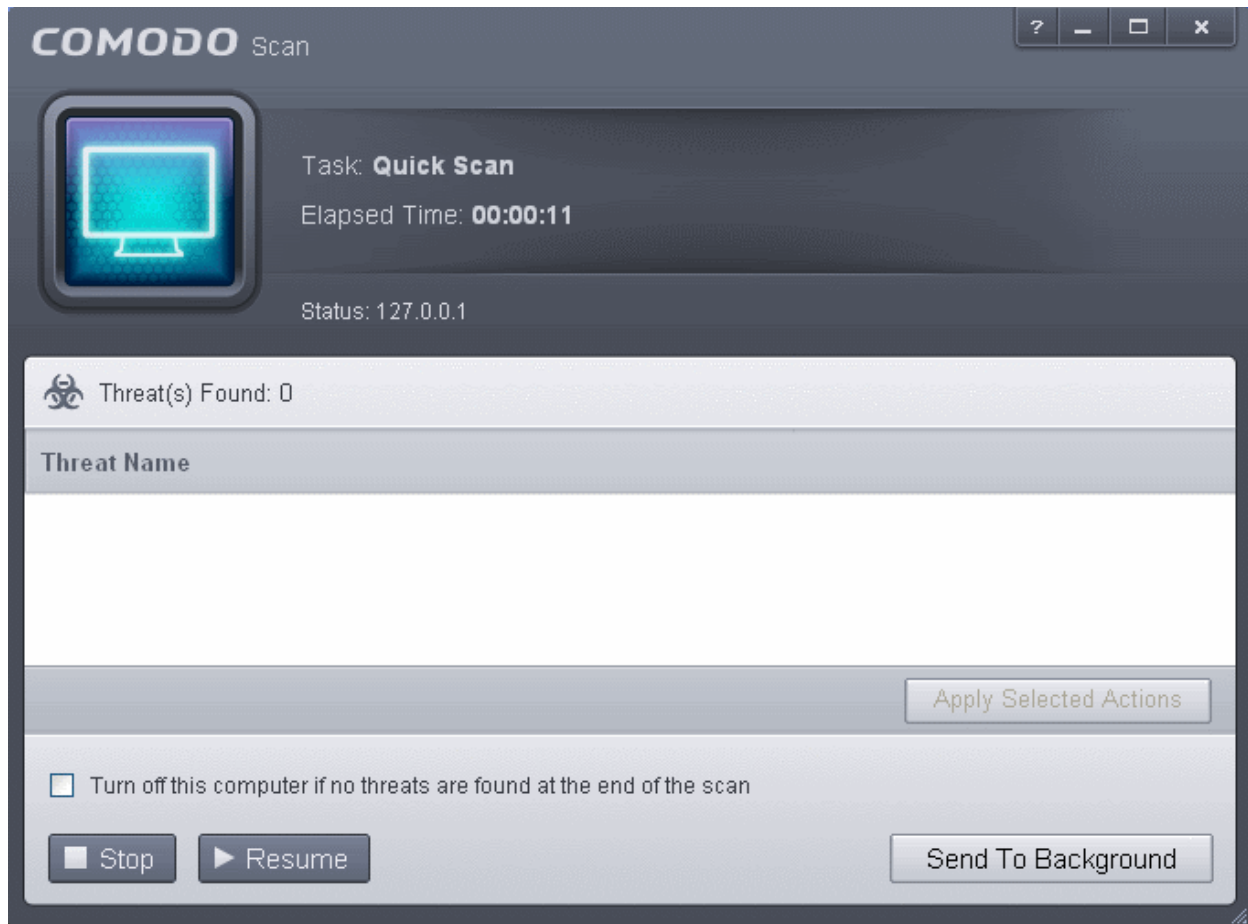 COMODO Scan
?
Task: Quick Scan
Elapsed Time: 00:00:11
Status: 127.0.0.1
Threat(s) Found: 0
Threat Name
Apply Selected Actions
Turn off this computer if no threats are found at the end of the scan
Stop
Resume
Send To Background